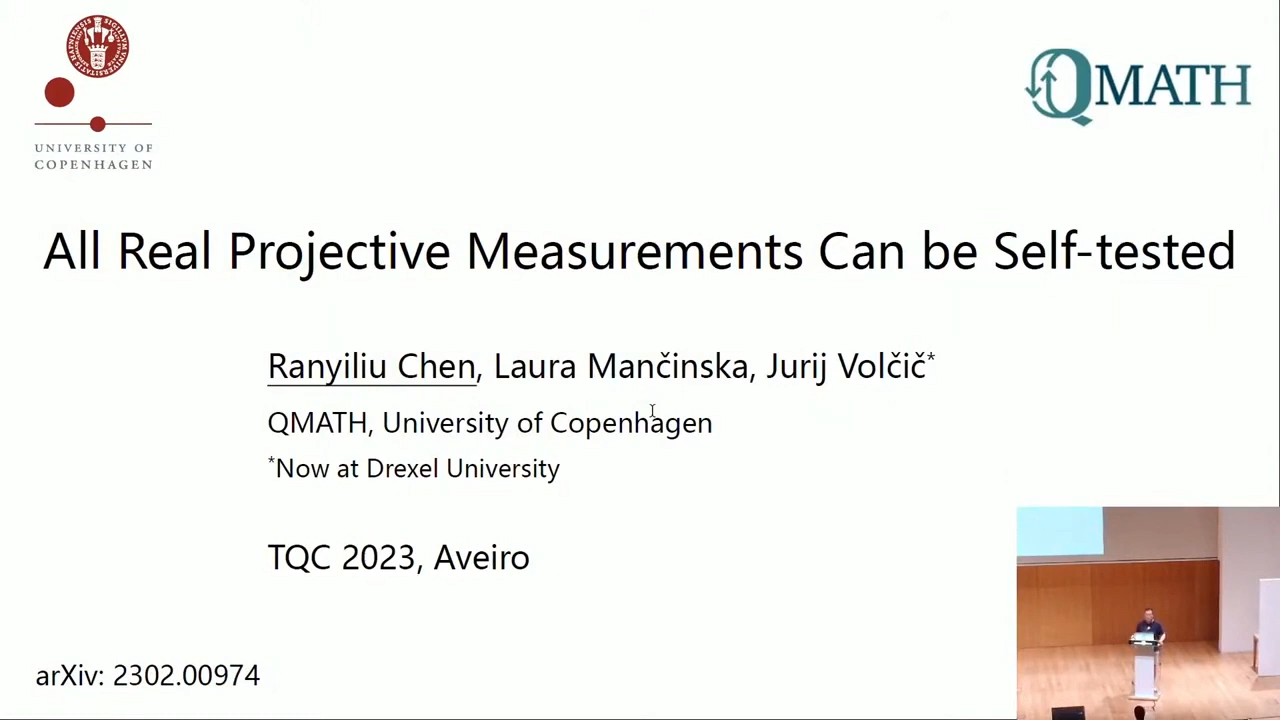 UNIVERSITY OF
COPENHAGEN
QMATH
All Real Projective Measurements Can be Self-tested
Ranyiliu Chen, Laura Mančinska, Jurij Volčič*
QMATH, University of Copenhagen
*Now at Drexel University
TQC 2023, Aveiro
arXiv: 2302.00974